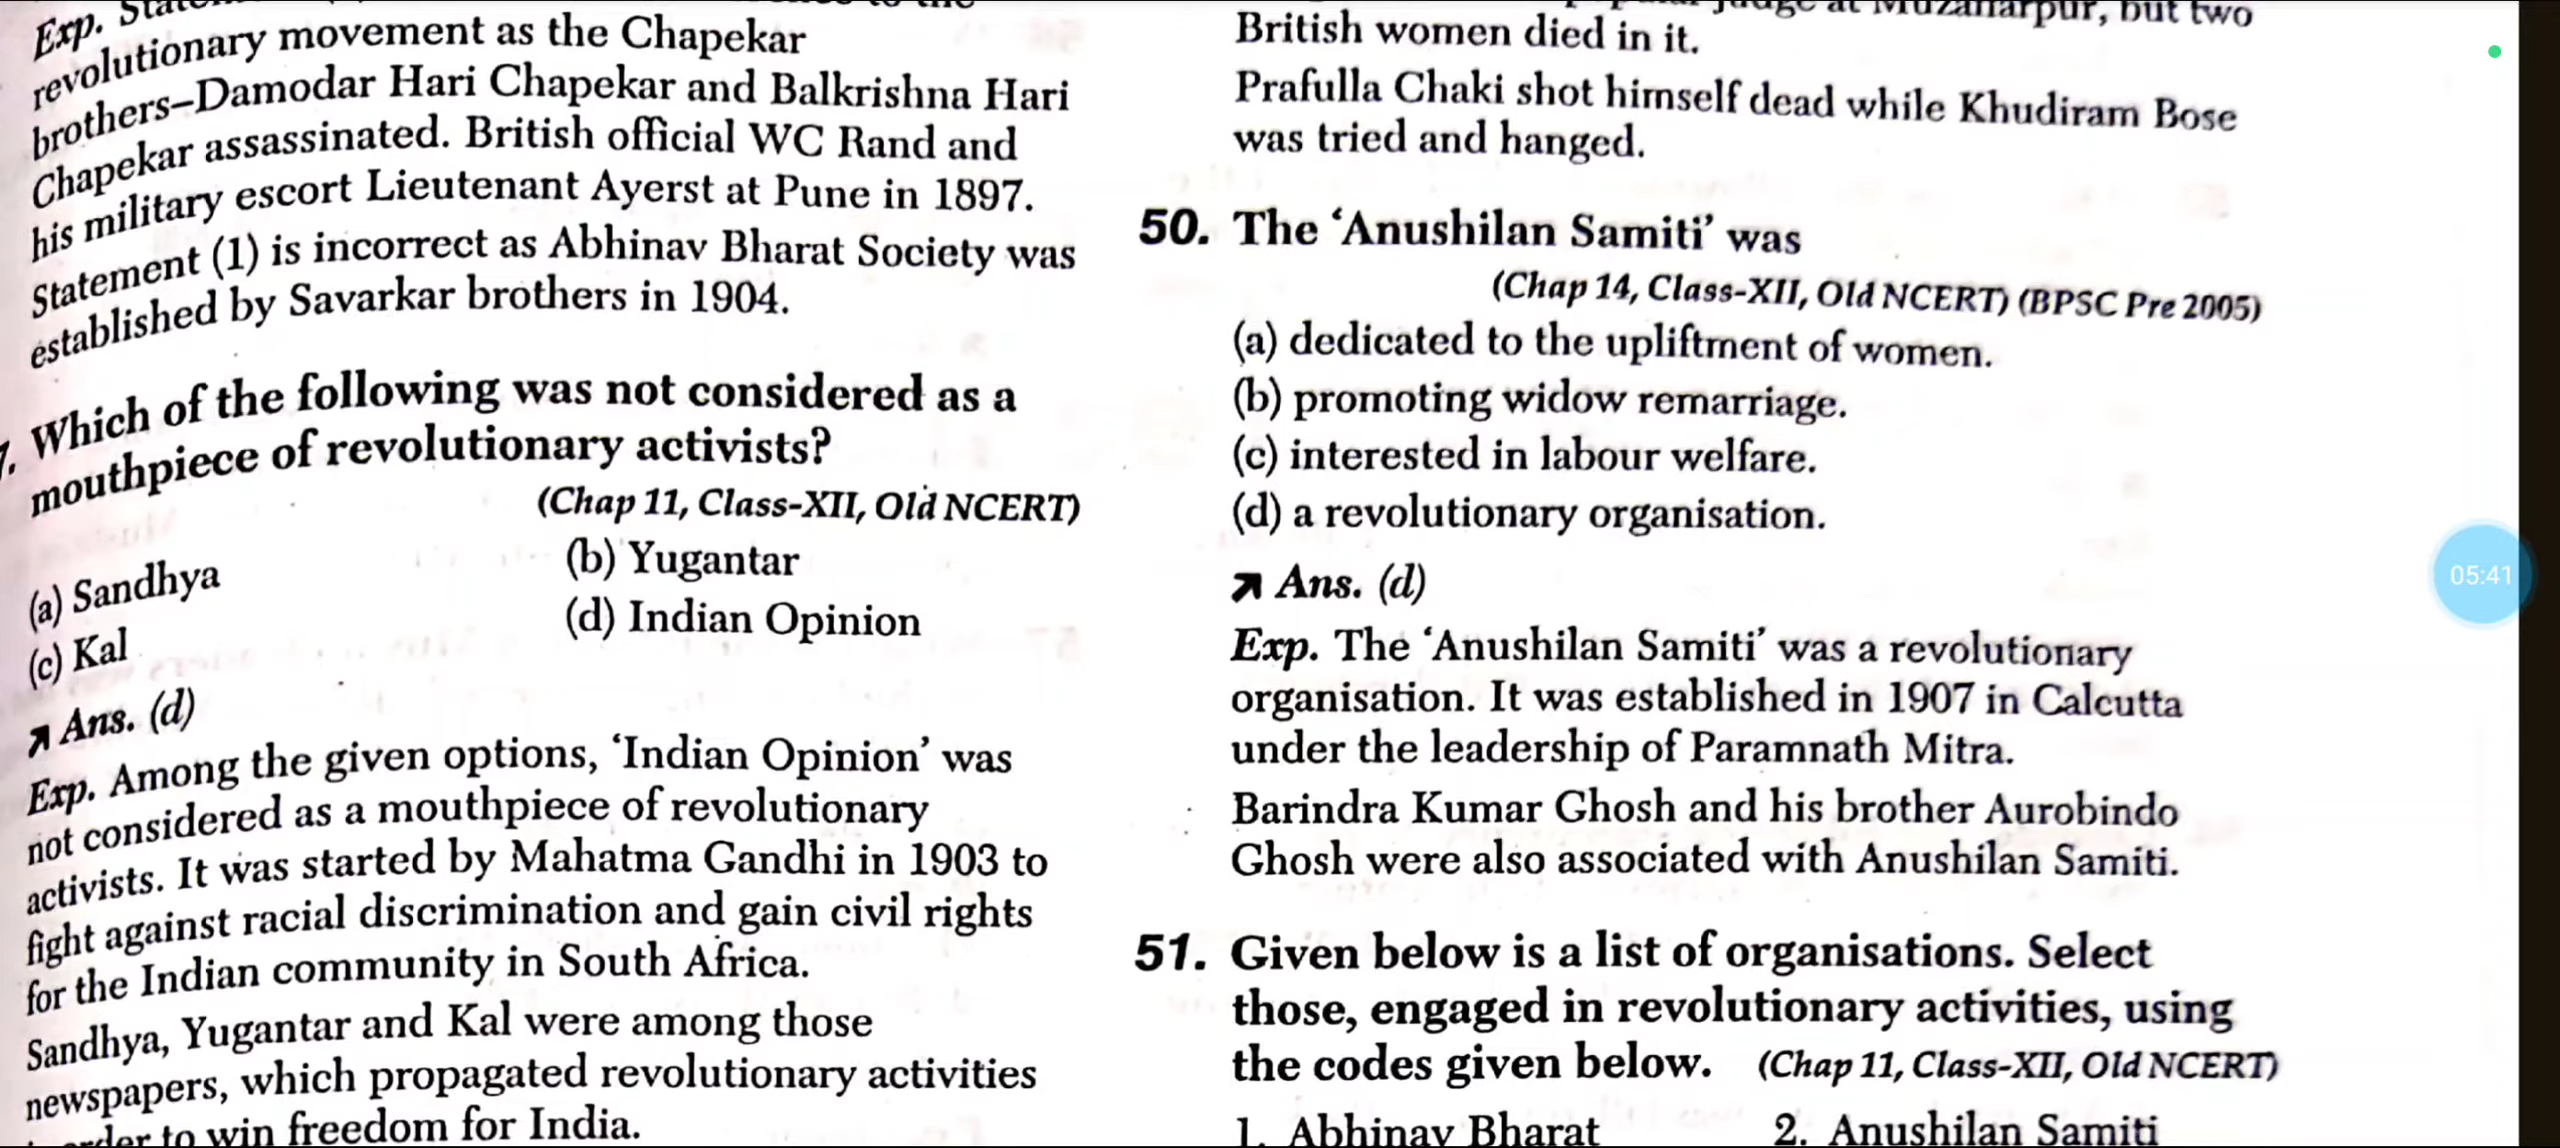 Exp.
revolutionary movement as the Chapekar
brothers–Damodar Hari Chapekar and Balkrishna Hari
Chapekar assassinated. British official WC Rand and
his military escort Lieutenant Ayerst at Pune in 1897.
Statement (1) is incorrect as Abhinav Bharat Society was
established by Savarkar brothers in 1904.
7. Which of the following was not considered as a
mouthpiece of revolutionary activists?
(Chap 11, Class-XII, Old NCERT)
(a) Sandhya (b) Yugantar
(c) Kal (d) Indian Opinion
Ans. (d)
Exp. Among the given options, ‘Indian Opinion’ was
not considered as a mouthpiece of revolutionary
activists. It was started by Mahatma Gandhi in 1903 to
fight against racial discrimination and gain civil rights
for the Indian community in South Africa.
Sandhya, Yugantar and Kal were among those
newspapers, which propagated revolutionary activities
to win freedom for India.
judge at Muzaffarpur, but two
British women died in it.
Prafulla Chaki shot himself dead while Khudiram Bose
was tried and hanged.
50. The ‘Anushilan Samiti’ was
(Chap 14, Class-XII, Old NCERT) (BPSC Pre 2005)
(a) dedicated to the upliftment of women.
(b) promoting widow remarriage.
(c) interested in labour welfare.
(d) a revolutionary organisation.
Ans. (d)
Exp. The ‘Anushilan Samiti’ was a revolutionary
organisation. It was established in 1907 in Calcutta
under the leadership of Paramnath Mitra.
Barindra Kumar Ghosh and his brother Aurobindo
Ghosh were also associated with Anushilan Samiti.
51. Given below is a list of organisations. Select
those, engaged in revolutionary activities, using
the codes given below. (Chap 11, Class-XII, Old NCERT)
1. Abhinav Bharat 2. Anushilan Samiti
05:41